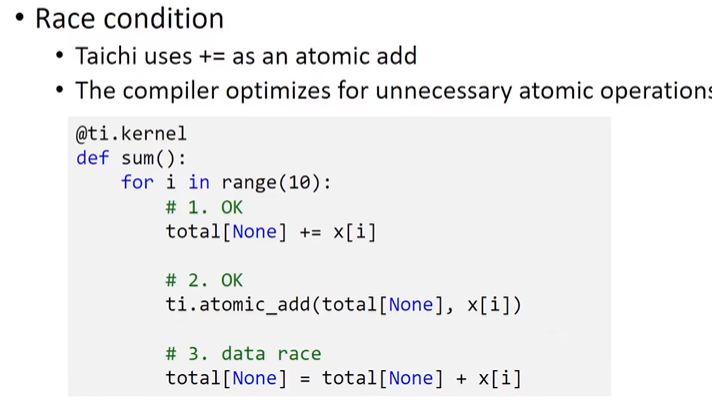 • Race condition
• Taichi uses += as an atomic add
• The compiler optimizes for unnecessary atomic operations
@ti.kernel
def sum():
    for i in range(10):
        # 1. OK
        total[None] += x[i]

        # 2. OK
        ti.atomic_add(total[None], x[i])

        # 3. data race
        total[None] = total[None] + x[i]